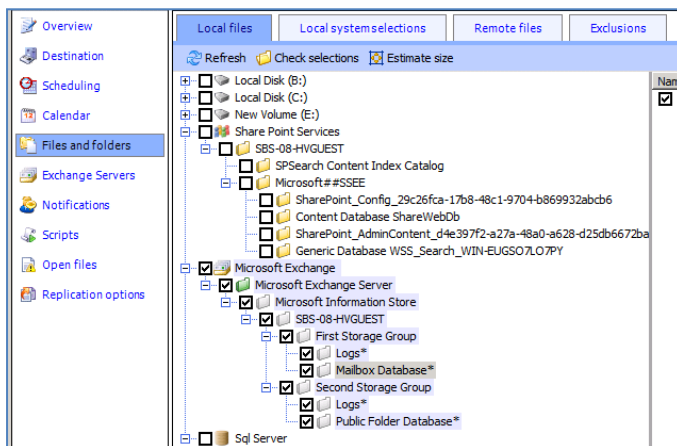 Overview
Destination
Scheduling
Calendar
Files and folders
Exchange Servers
Notifications
Scripts
Open files
Replication options
Local files
Local system selections
Remote files
Exclusions
Refresh
Check selections
Estimate size
Local Disk (B:)
Local Disk (C:)
New Volume (E:)
Share Point Services
SBS-08-HVGUEST
SPSearch Content Index Catalog
Microsoft##SSEE
SharePoint_Config_29c26fca-17b8-48c1-9704-b869932abcb6
Content Database ShareWebDb
SharePoint_AdminContent_d4e397f2-a27a-48a0-a628-d25db6672ba
Generic Database WSS_Search_WIN-EUGSO7LO7PY
Microsoft Exchange
Microsoft Exchange Server
Microsoft Information Store
SBS-08-HVGUEST
First Storage Group
Logs*
Mailbox Database*
Second Storage Group
Logs*
Public Folder Database*
Sql Server
Nam